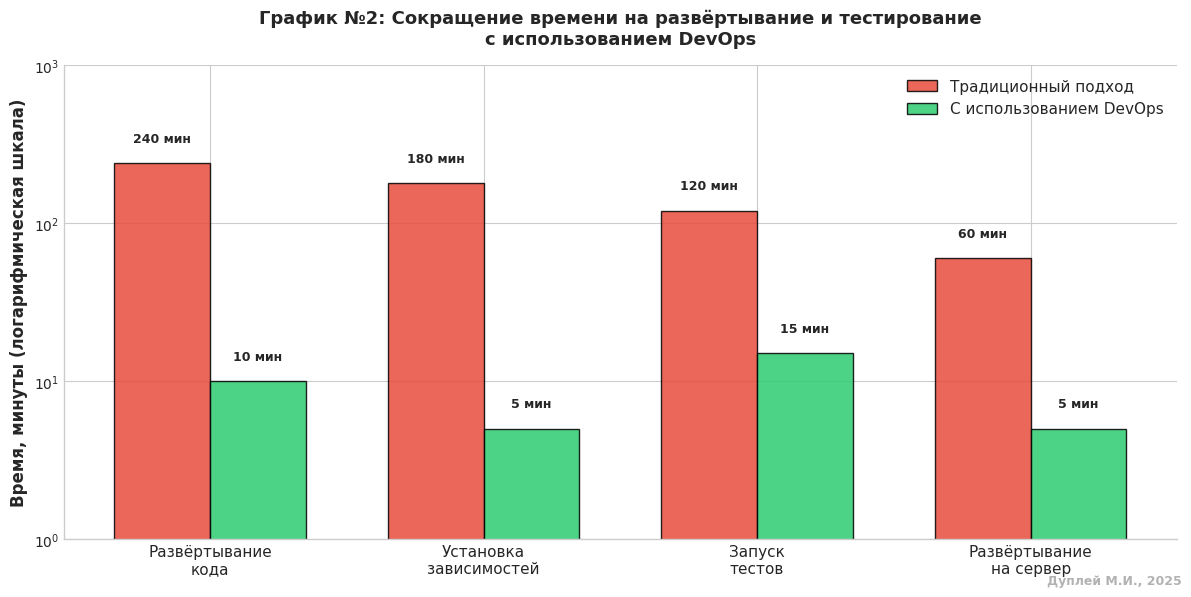 График №2: Сокращение времени на развёртывание и тестирование
с использованием DevOps
Время, минуты (логарифмическая шкала)
10³
10²
10¹
10⁰
Традиционный подход
С использованием DevOps
240 мин
10 мин
180 мин
5 мин
120 мин
15 мин
60 мин
5 мин
Развёртывание
кода
Установка
зависимостей
Запуск
тестов
Развёртывание
на сервер
Дуплей М.И., 2025